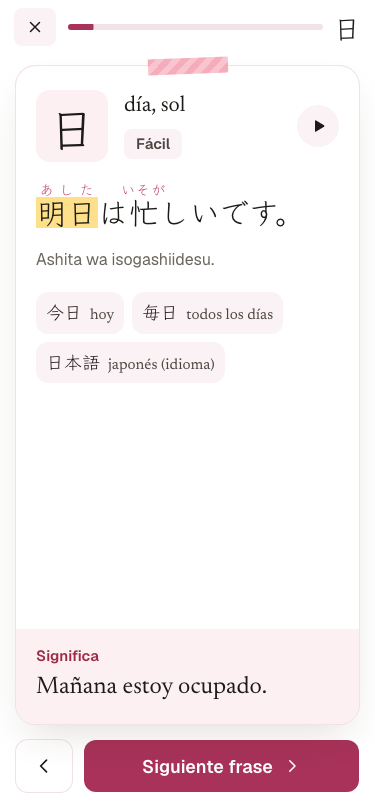 日
日
día, sol
Fácil
あした いそが
明日は忙しいです。
Ashita wa isogashiidesu.
今日 hoy
毎日 todos los días
日本語 japonés (idioma)
Significa
Mañana estoy ocupado.
Siguiente frase